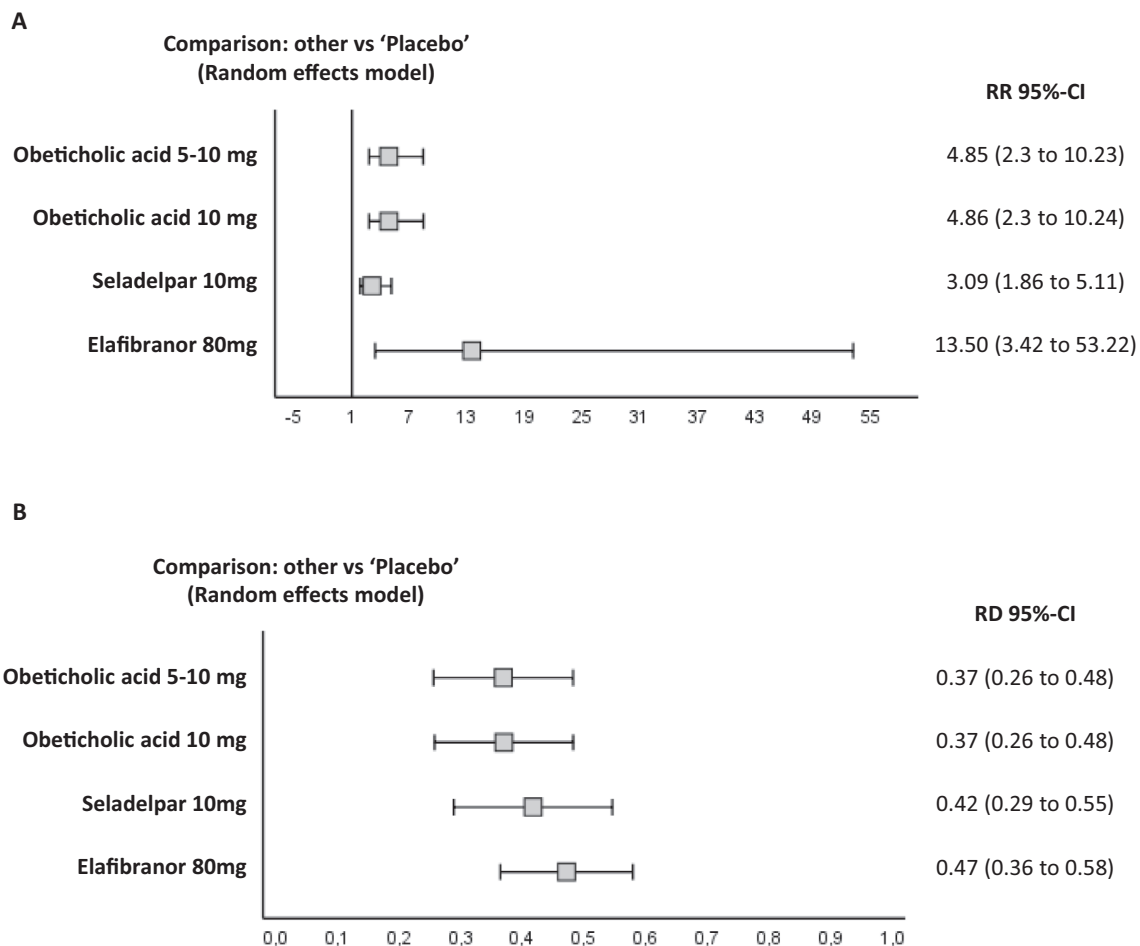 A
Comparison: other vs ‘Placebo’
(Random effects model)
RR 95%-CI
Obeticholic acid 5-10 mg
4.85 (2.3 to 10.23)
Obeticholic acid 10 mg
4.86 (2.3 to 10.24)
Seladelpar 10mg
3.09 (1.86 to 5.11)
Elafibranor 80mg
13.50 (3.42 to 53.22)
-5 1 7 13 19 25 31 37 43 49 55
B
Comparison: other vs ‘Placebo’
(Random effects model)
RD 95%-CI
Obeticholic acid 5-10 mg
0.37 (0.26 to 0.48)
Obeticholic acid 10 mg
0.37 (0.26 to 0.48)
Seladelpar 10mg
0.42 (0.29 to 0.55)
Elafibranor 80mg
0.47 (0.36 to 0.58)
0,0 0,1 0,2 0,3 0,4 0,5 0,6 0,7 0,8 0,9 1,0